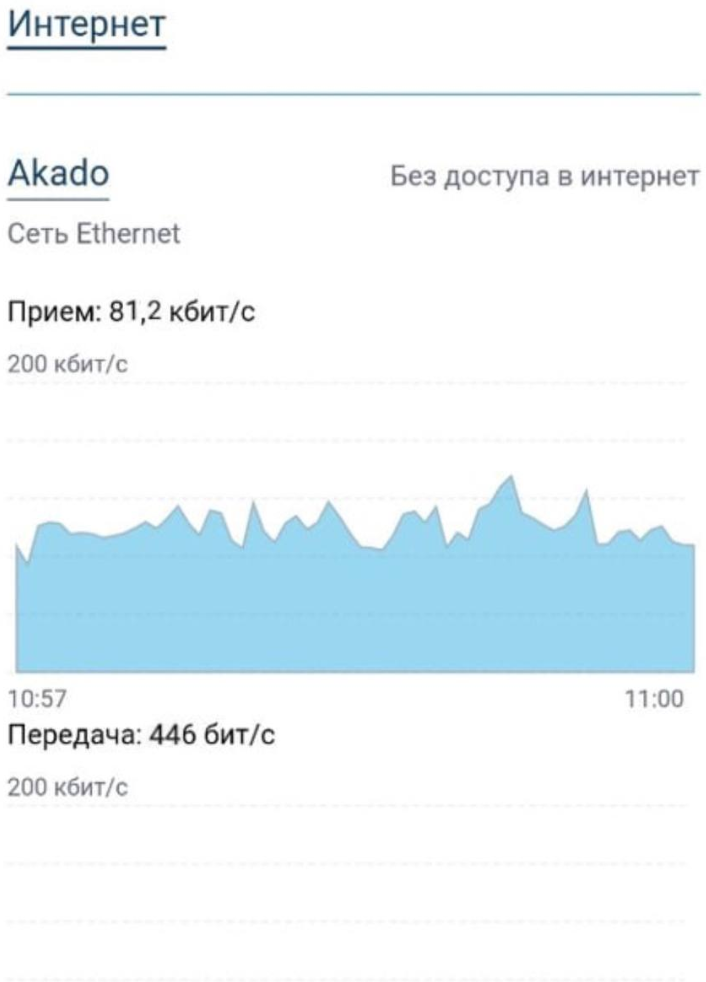 Интернет
Akado
Без доступа в интернет
Сеть Ethernet
Прием: 81,2 кбит/с
200 кбит/с
10:57
11:00
Передача: 446 бит/с
200 кбит/с